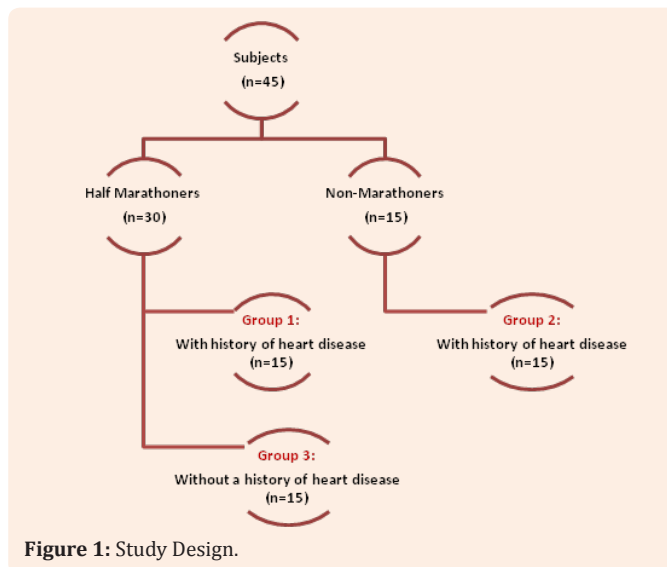 Subjects
(n=45)
Half Marathoners
(n=30)
Non-Marathoners
(n=15)
Group 1:
With history of heart disease
(n=15)
Group 2:
With history of heart disease
(n=15)
Group 3:
Without a history of heart disease
(n=15)
Figure 1: Study Design.